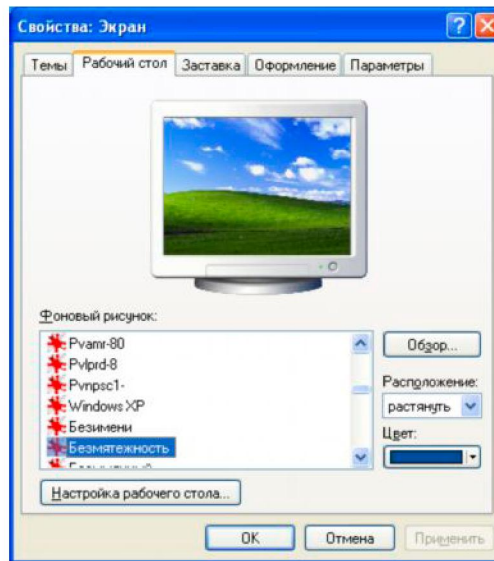 Свойства: Экран
Темы Рабочий стол Заставка Оформление Параметры
Фоновый рисунок:
Pvamr-80
Pvlprd-8
Pvnpsc1-
Windows XP
Безимени
Безмятежность
Обзор...
Расположение:
растянуть
Цвет:
Настройка рабочего стола...
OK Отмена Применить